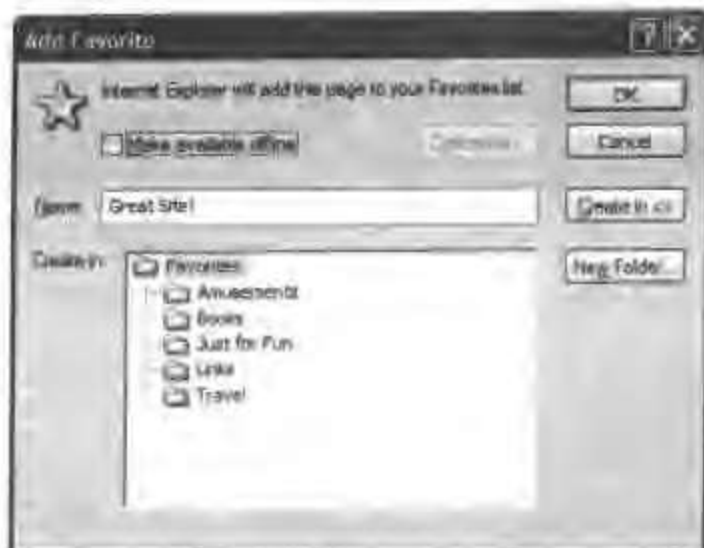 Add Favorite
Internet Explorer will add this page to your Favorites list.
OK
Make available offline
Customize...
Cancel
Name:
Great Site!
Create in <<
Create in:
Favorites
New Folder...
Amusements
Books
Just for Fun
Links
Travel